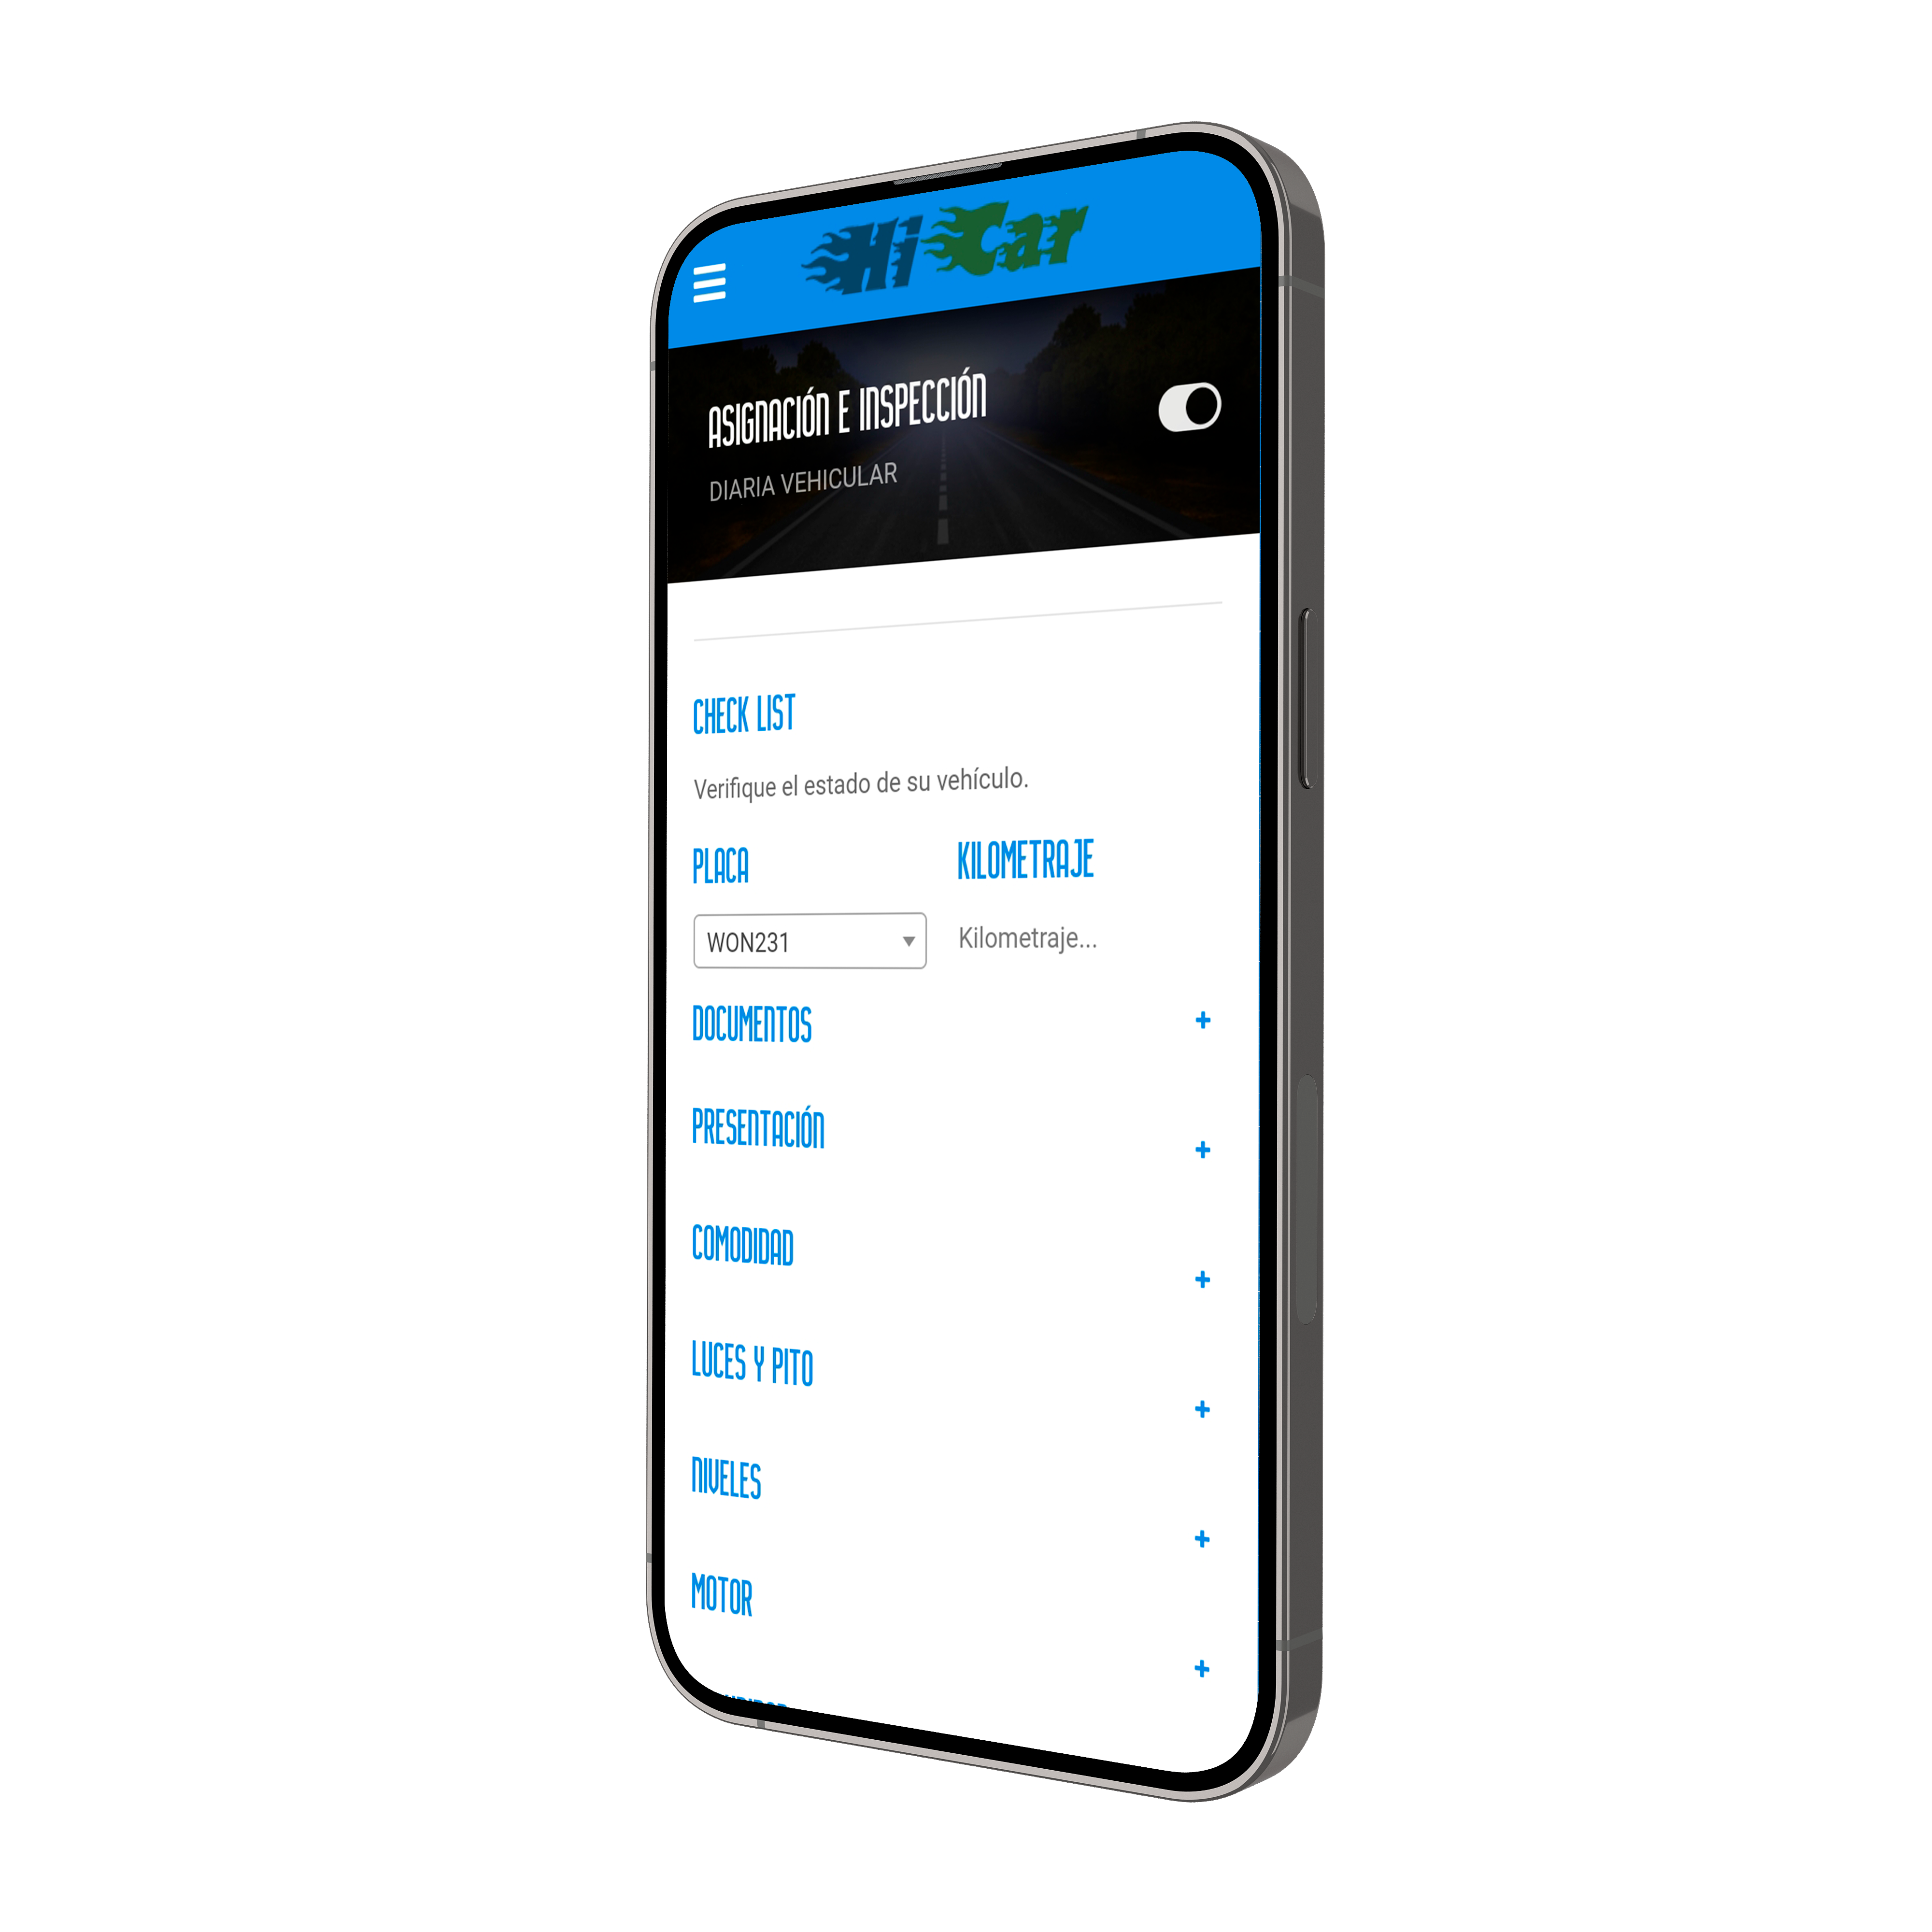 Hi Car
ASIGNACIÓN E INSPECCIÓN
DIARIA VEHICULAR
CHECK LIST
Verifique el estado de su vehículo.
PLACA KILOMETRAJE
WON231 Kilometraje...
DOCUMENTOS +
PRESENTACIÓN +
COMODIDAD +
LUCES Y PITO +
NIVELES +
MOTOR +